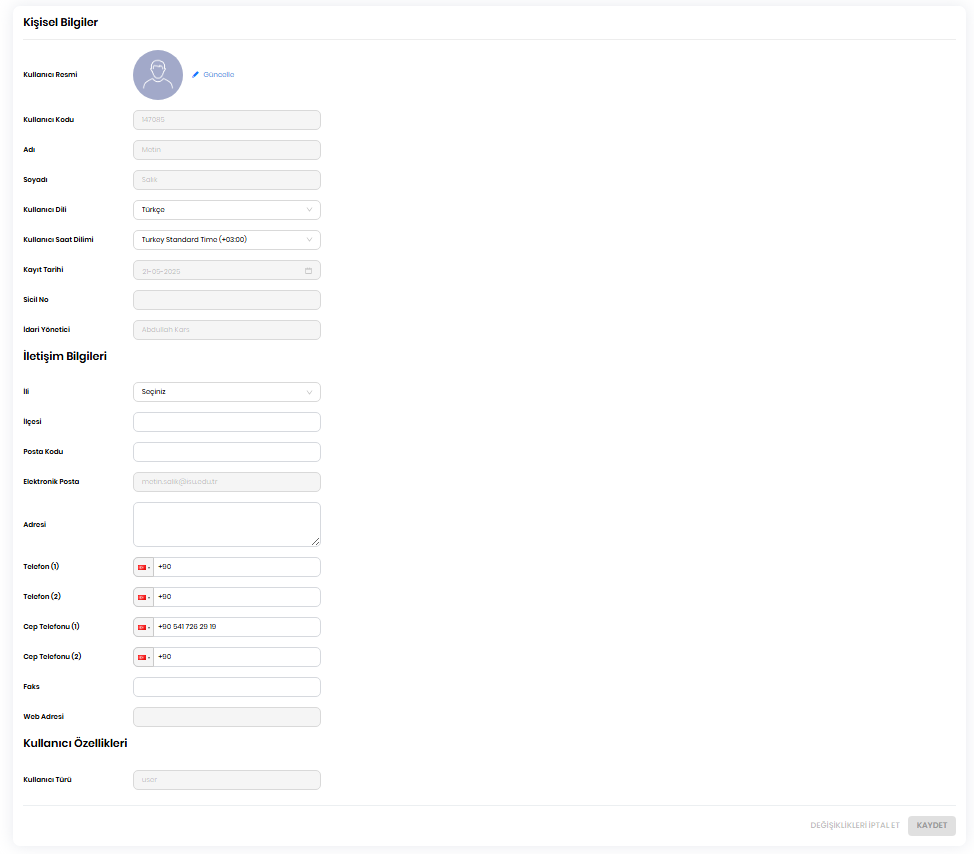 Kişisel Bilgiler
Kullanıcı Resmi
Güncelle
Kullanıcı Kodu 147085
Adı Metin
Soyadı Salik
Kullanıcı Dili Türkçe
Kullanıcı Saat Dilimi Turkey Standard Time (+03:00)
Kayıt Tarihi 21-05-2025
Sicil No
İdari Yönetici Abdullah Kars
İletişim Bilgileri
İli Seçiniz
İlçesi
Posta Kodu
Elektronik Posta metin.salik@isu.edu.tr
Adresi
Telefon (1) +90
Telefon (2) +90
Cep Telefonu (1) +90 541 726 29 19
Cep Telefonu (2) +90
Faks
Web Adresi
Kullanıcı Özellikleri
Kullanıcı Türü user
DEĞİŞİKLİKLERİ İPTAL ET KAYDET